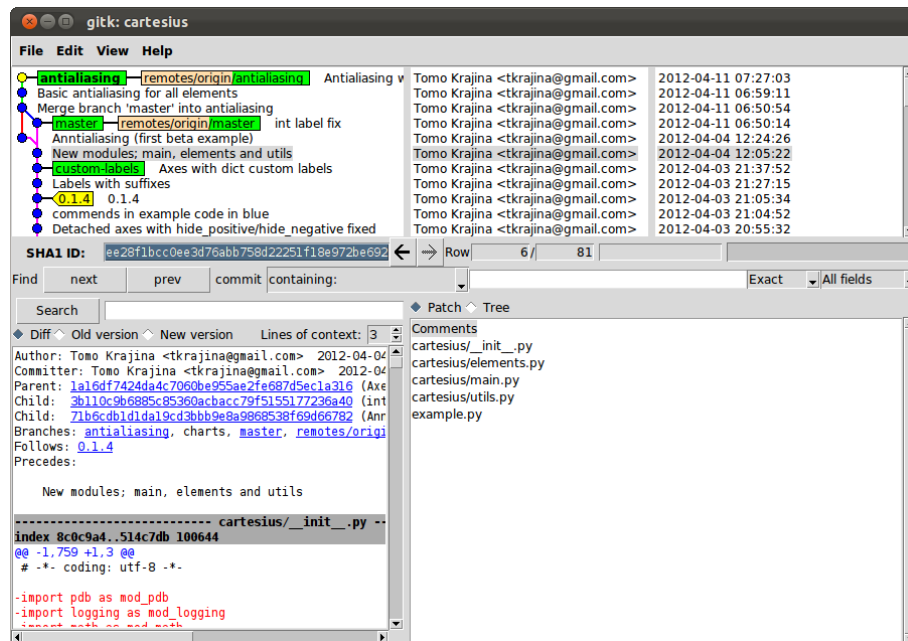 gitk: cartesius
File Edit View Help
antialiasing remotes/origin/antialiasing Antialiasing w Tomo Krajina <tkrajina@gmail.com> 2012-04-11 07:27:03
Basic antialiasing for all elements Tomo Krajina <tkrajina@gmail.com> 2012-04-11 06:59:11
Merge branch 'master' into antialiasing Tomo Krajina <tkrajina@gmail.com> 2012-04-11 06:50:54
master remotes/origin/master int label fix Tomo Krajina <tkrajina@gmail.com> 2012-04-11 06:50:14
Anntialiasing (first beta example) Tomo Krajina <tkrajina@gmail.com> 2012-04-04 12:24:26
New modules; main, elements and utils Tomo Krajina <tkrajina@gmail.com> 2012-04-04 12:05:22
custom-labels Axes with dict custom labels Tomo Krajina <tkrajina@gmail.com> 2012-04-03 21:37:52
Labels with suffixes Tomo Krajina <tkrajina@gmail.com> 2012-04-03 21:27:15
0.1.4 0.1.4 Tomo Krajina <tkrajina@gmail.com> 2012-04-03 21:05:34
commends in example code in blue Tomo Krajina <tkrajina@gmail.com> 2012-04-03 21:04:52
Detached axes with hide_positive/hide_negative fixed Tomo Krajina <tkrajina@gmail.com> 2012-04-03 20:55:32
SHA1 ID: ee28f1bcc0ee3d76abb758d22251f18e972be692 Row 6 / 81
Find next prev commit containing: Exact All fields
Search
Diff Old version New version Lines of context: 3
Author: Tomo Krajina <tkrajina@gmail.com> 2012-04-04
Committer: Tomo Krajina <tkrajina@gmail.com> 2012-04
Parent: 1a16df7424da4c7060be955ae2fe687d5ec1a316 (Axe
Child: 3b110c9b6885c85360acbacc79f5155177236a40 (int
Child: 71b6cdb1d1da19cd3bbb9e8a9868538f69d66782 (Anr
Branches: antialiasing, charts, master, remotes/origi
Follows: 0.1.4
Precedes:
New modules; main, elements and utils
--------------------------- cartesius/__init__.py --
index 8c0c9a4..514c7db 100644
@@ -1,759 +1,3 @@
# -*- coding: utf-8 -*-
-import pdb as mod_pdb
-import logging as mod_logging
-import math as mod_math
Patch Tree
Comments
cartesius/__init__.py
cartesius/elements.py
cartesius/main.py
cartesius/utils.py
example.py